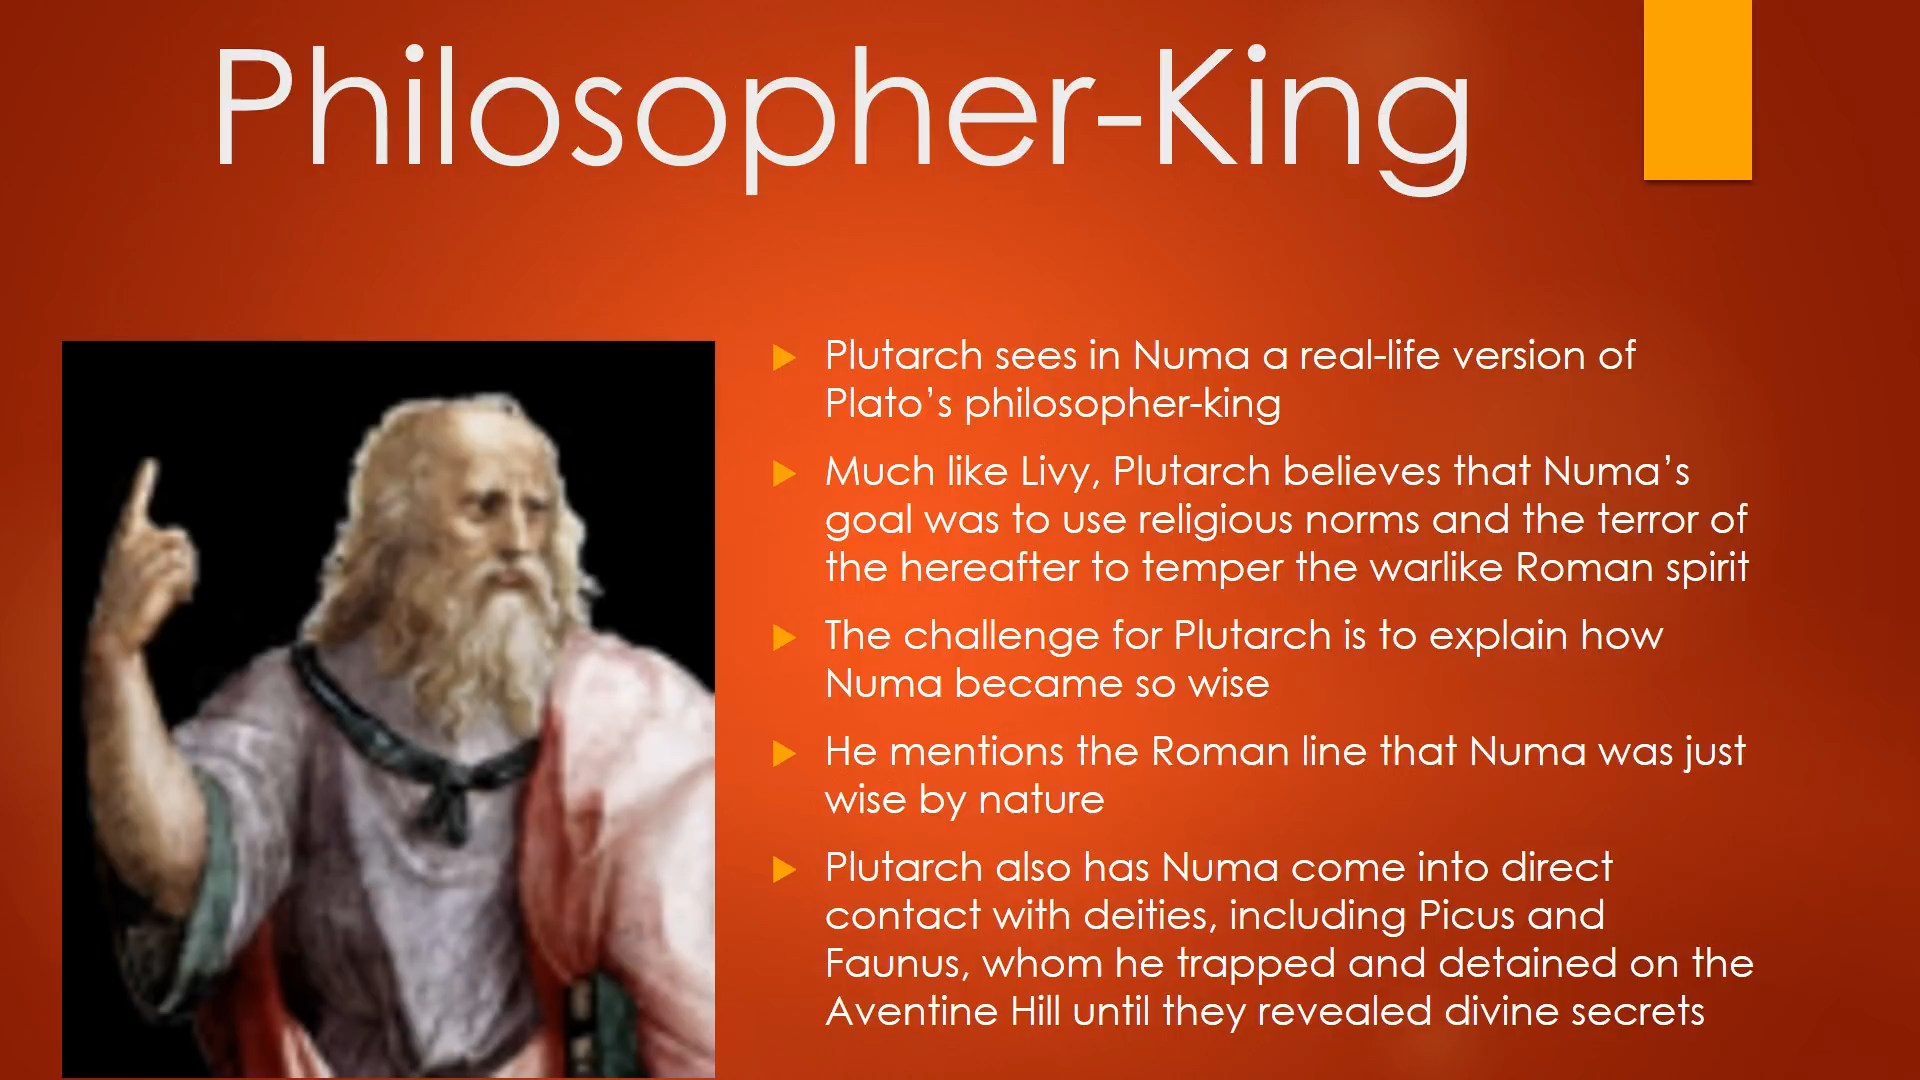 Philosopher-King
Plutarch sees in Numa a real-life version of
Plato’s philosopher-king
Much like Livy, Plutarch believes that Numa’s
goal was to use religious norms and the terror of
the hereafter to temper the warlike Roman spirit
The challenge for Plutarch is to explain how
Numa became so wise
He mentions the Roman line that Numa was just
wise by nature
Plutarch also has Numa come into direct
contact with deities, including Picus and
Faunus, whom he trapped and detained on the
Aventine Hill until they revealed divine secrets